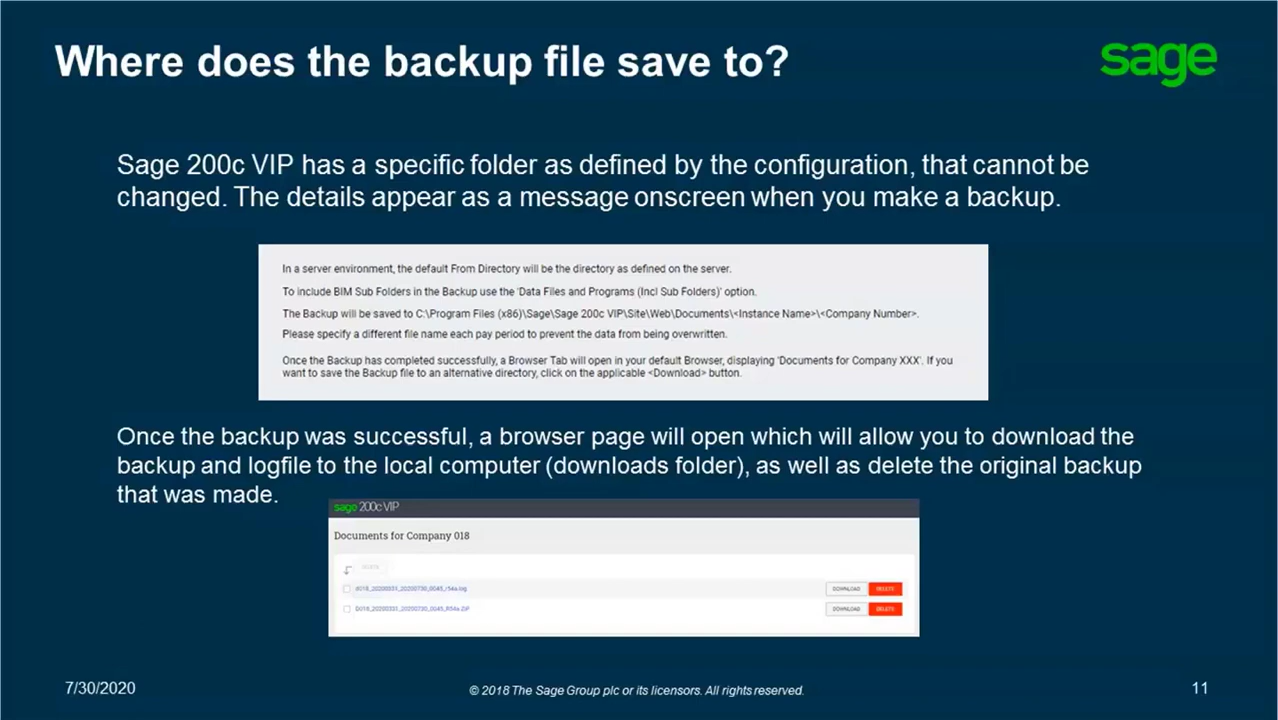 Where does the backup file save to?
sage
Sage 200c VIP has a specific folder as defined by the configuration, that cannot be
changed. The details appear as a message onscreen when you make a backup.
In a server environment, the default From Directory will be the directory as defined on the server.
To include BIM Sub Folders in the Backup use the 'Data Files and Programs (Incl Sub Folders)' option.
The Backup will be saved to C:\Program Files (x86)\Sage\Sage 200c VIP\Site\Web\Documents\<Instance Name>\<Company Number>.
Please specify a different file name each pay period to prevent the data from being overwritten.
Once the Backup has completed successfully, a Browser Tab will open in your default Browser, displaying 'Documents for Company XXX'. If you
want to save the Backup file to an alternative directory, click on the applicable <Download> button.
Once the backup was successful, a browser page will open which will allow you to download the
backup and logfile to the local computer (downloads folder), as well as delete the original backup
that was made.
sage 200c VIP
Documents for Company 018
DELETE
DOWNLOAD DELETE
DOWNLOAD DELETE
7/30/2020
© 2018 The Sage Group plc or its licensors. All rights reserved.
11